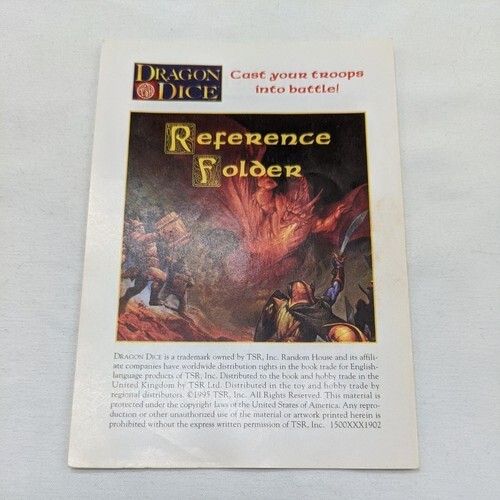 DRAGON DICE
Cast your troops
into battle!
Reference
Folder
DRAGON DICE is a trademark owned by TSR, Inc. Random House and its affili-
ate companies have worldwide distribution rights in the book trade for English-
language products of TSR, Inc. Distributed to the book and hobby trade in the
United Kingdom by TSR Ltd. Distributed in the toy and hobby trade by
regional distributors. ©1995 TSR, Inc. All Rights Reserved. This material is
protected under the copyright laws of the United States of America. Any repro-
duction or other unauthorized use of the material or artwork printed herein is
prohibited without the express written permission of TSR, Inc. 1500XXX1902